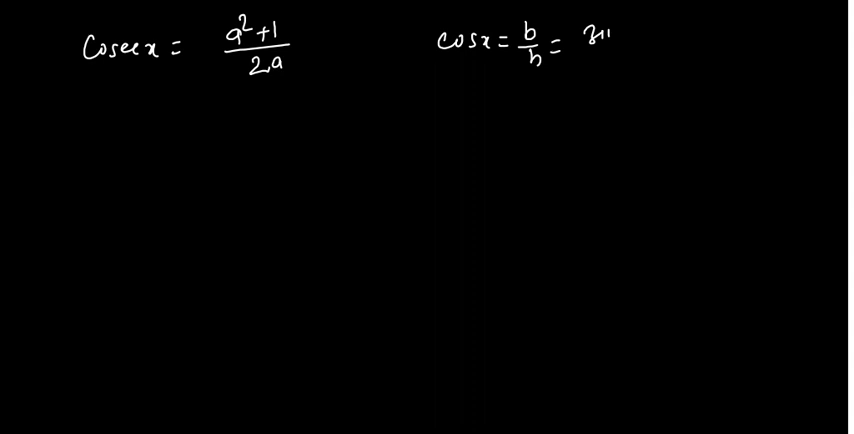 Cosec x = a²+1 / 2a
cos x = b/h =